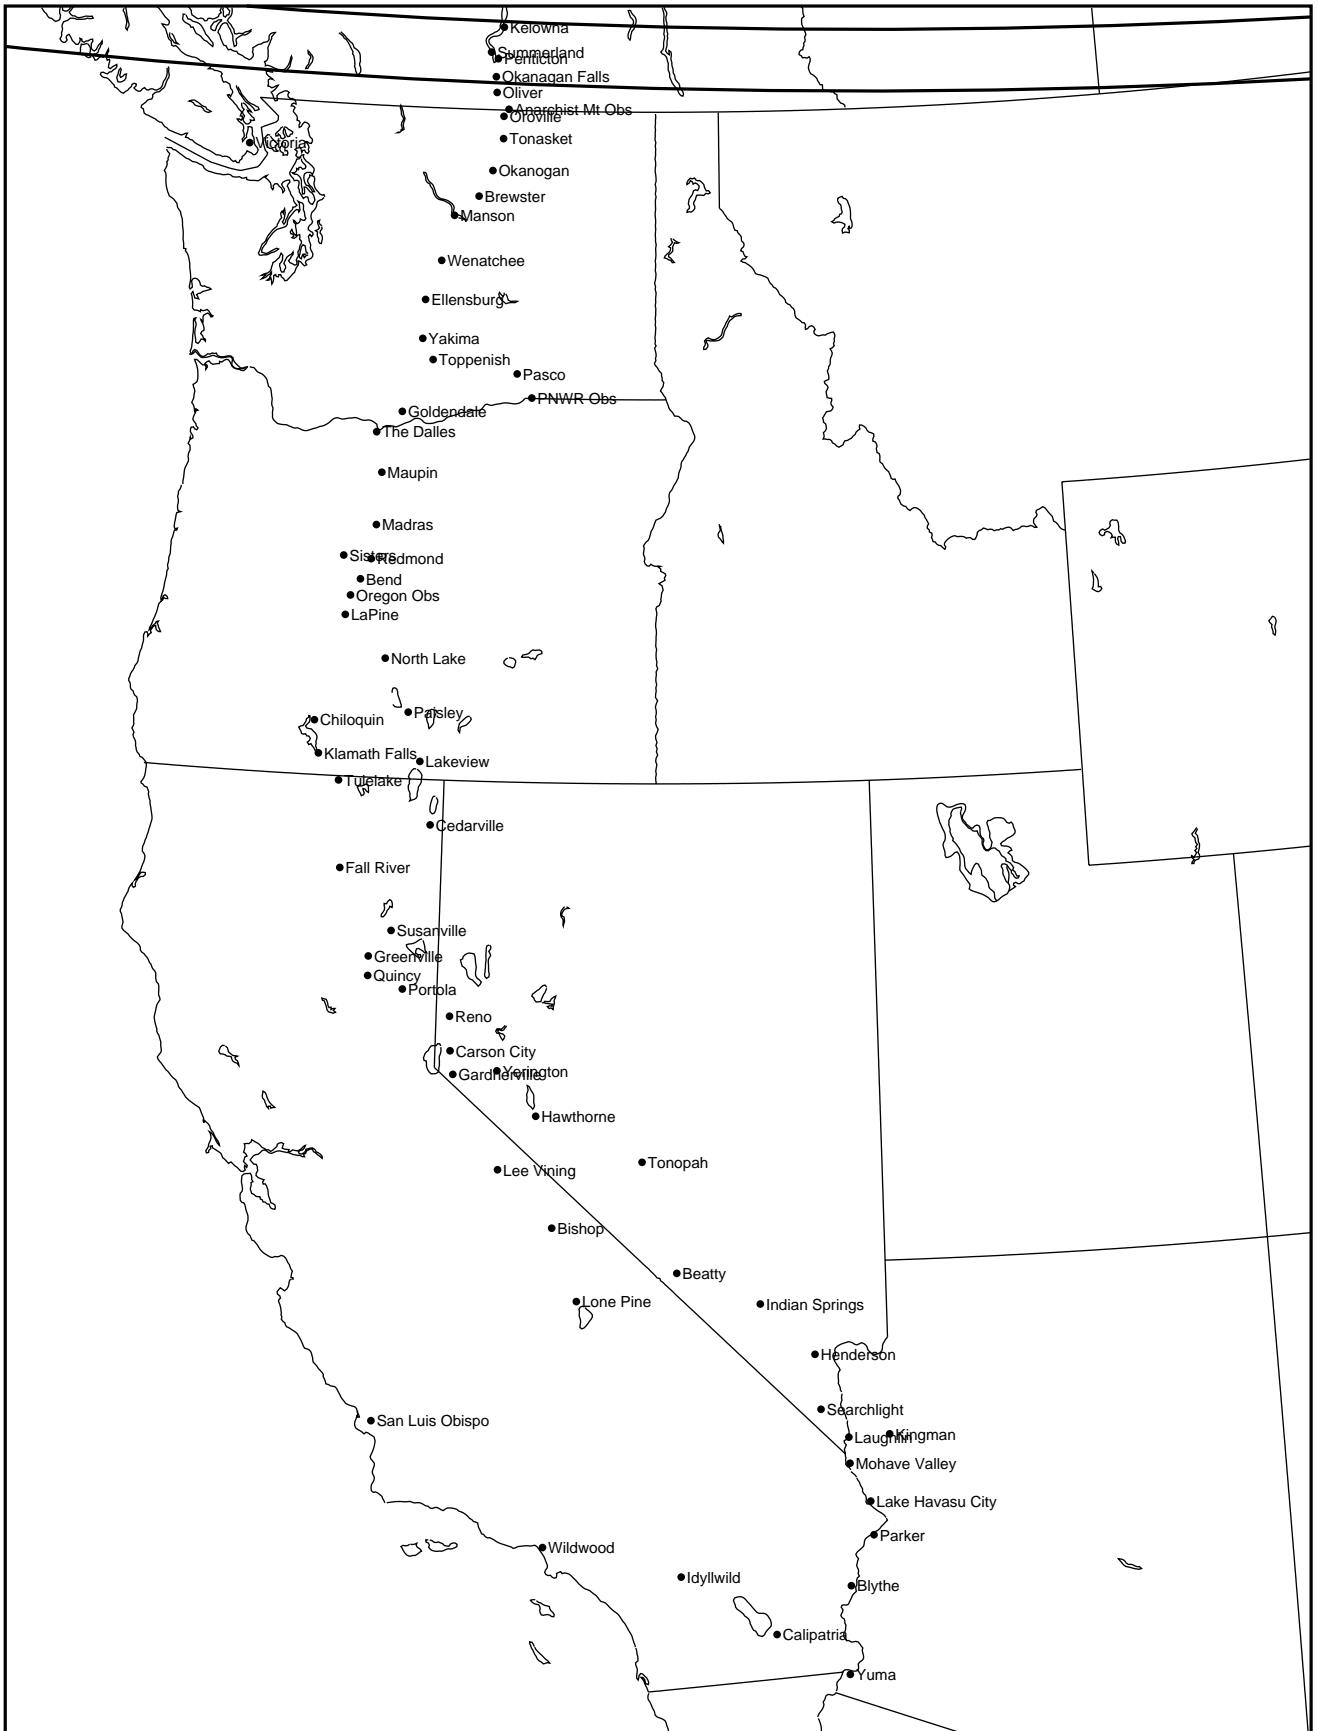 Kelowna
Summerland
Penticton
Okanagan Falls
Oliver
Anarchist Mt Obs
Oroville
Tonasket
Victoria
Okanogan
Brewster
Manson
Wenatchee
Ellensburg
Yakima
Toppenish
Pasco
PNWR Obs
Goldendale
The Dalles
Maupin
Madras
Sisters
Redmond
Bend
Oregon Obs
LaPine
North Lake
Paisley
Chiloquin
Klamath Falls
Lakeview
Tulelake
Cedarville
Fall River
Susanville
Greenville
Quincy
Portola
Reno
Carson City
Yerington
Gardnerville
Hawthorne
Tonopah
Lee Vining
Bishop
Beatty
Lone Pine
Indian Springs
Henderson
Searchlight
San Luis Obispo
Kingman
Laughlin
Mohave Valley
Lake Havasu City
Parker
Wildwood
Idyllwild
Blythe
Calipatria
Yuma